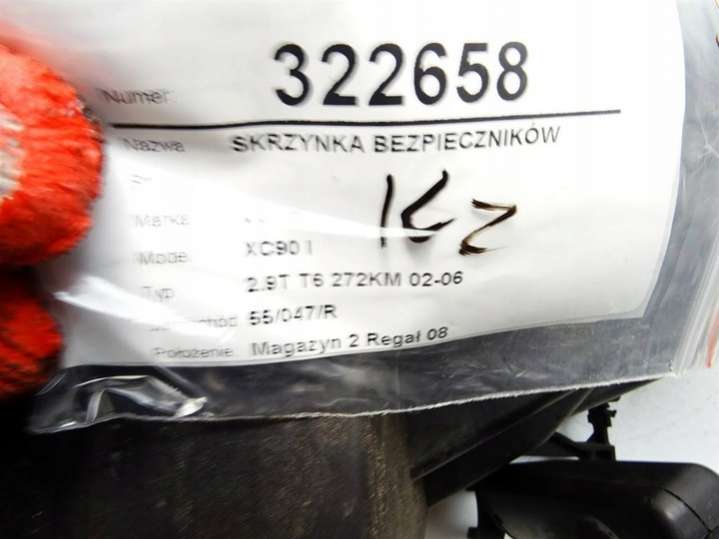 Numer: 322658
Nazwa SKRZYNKA BEZPIECZNIKÓW
Marka
Model XC90 I
Typ 2.9T T6 272KM 02-06
55/047/R
Położenie: Magazyn 2 Regał 08